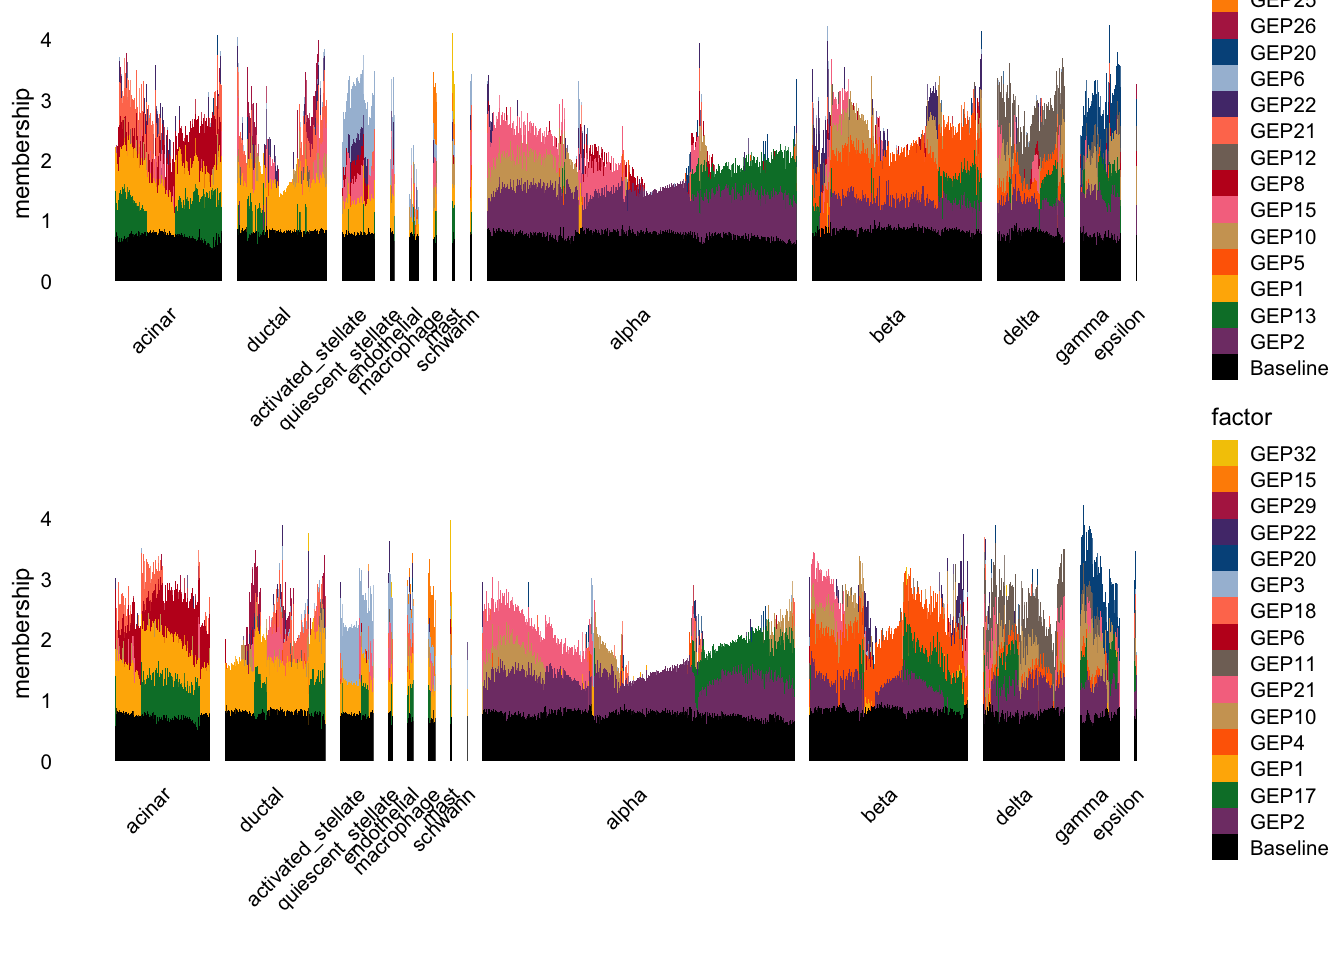 GEP25
GEP26
GEP20
GEP6
GEP22
GEP21
GEP12
GEP8
GEP15
GEP10
GEP5
GEP1
GEP13
GEP2
Baseline
membership
4
3
2
1
0
acinar
ductal
activated_stellate
quiescent_stellate
endothelial
macrophage
mast
schwann
alpha
beta
delta
gamma
epsilon
factor
GEP32
GEP15
GEP29
GEP22
GEP20
GEP3
GEP18
GEP6
GEP11
GEP21
GEP10
GEP4
GEP1
GEP17
GEP2
Baseline
membership
4
3
2
1
0
acinar
ductal
activated_stellate
quiescent_stellate
endothelial
macrophage
mast
schwann
alpha
beta
delta
gamma
epsilon